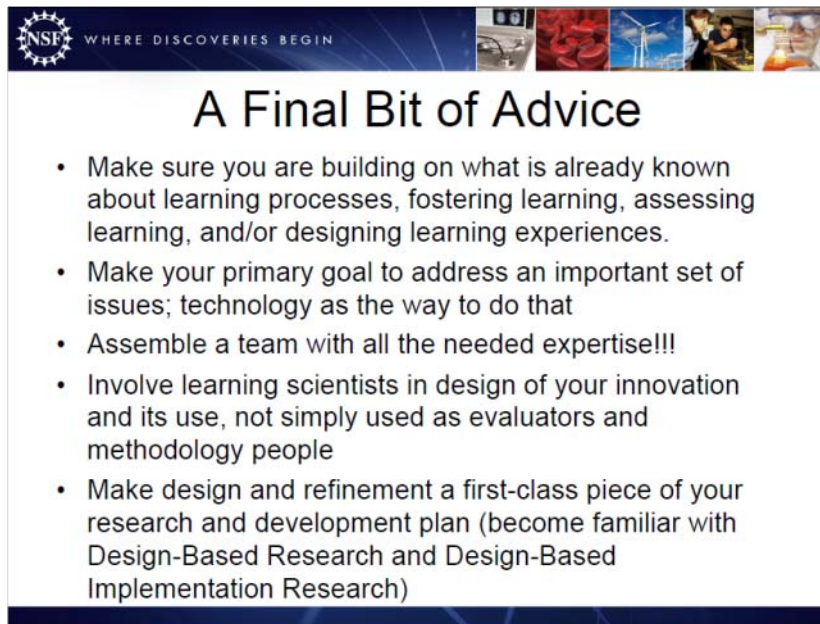 NSF WHERE DISCOVERIES BEGIN
A Final Bit of Advice
• Make sure you are building on what is already known
about learning processes, fostering learning, assessing
learning, and/or designing learning experiences.
• Make your primary goal to address an important set of
issues; technology as the way to do that
• Assemble a team with all the needed expertise!!!
• Involve learning scientists in design of your innovation
and its use, not simply used as evaluators and
methodology people
• Make design and refinement a first-class piece of your
research and development plan (become familiar with
Design-Based Research and Design-Based
Implementation Research)